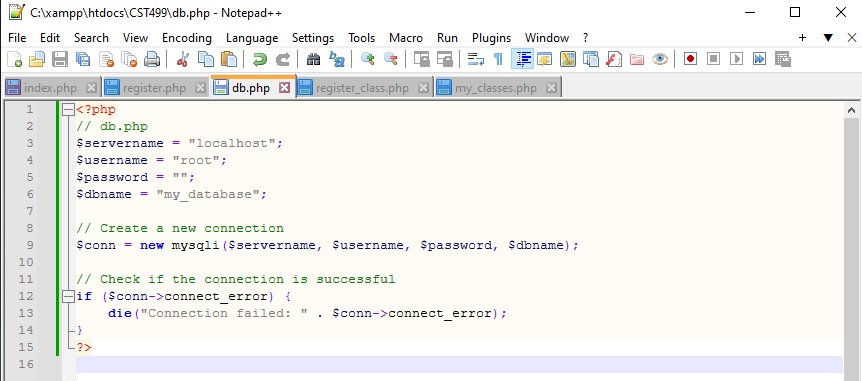 C:\xampp\htdocs\CST499\db.php - Notepad++
File Edit Search View Encoding Language Settings Tools Macro Run Plugins Window ?
index.php register.php db.php register_class.php my_classes.php
1 <?php
2 // db.php
3 $servername = "localhost";
4 $username = "root";
5 $password = "";
6 $dbname = "my_database";
7
8 // Create a new connection
9 $conn = new mysqli($servername, $username, $password, $dbname);
10
11 // Check if the connection is successful
12 if ($conn->connect_error) {
13     die("Connection failed: " . $conn->connect_error);
14 }
15 ?>
16